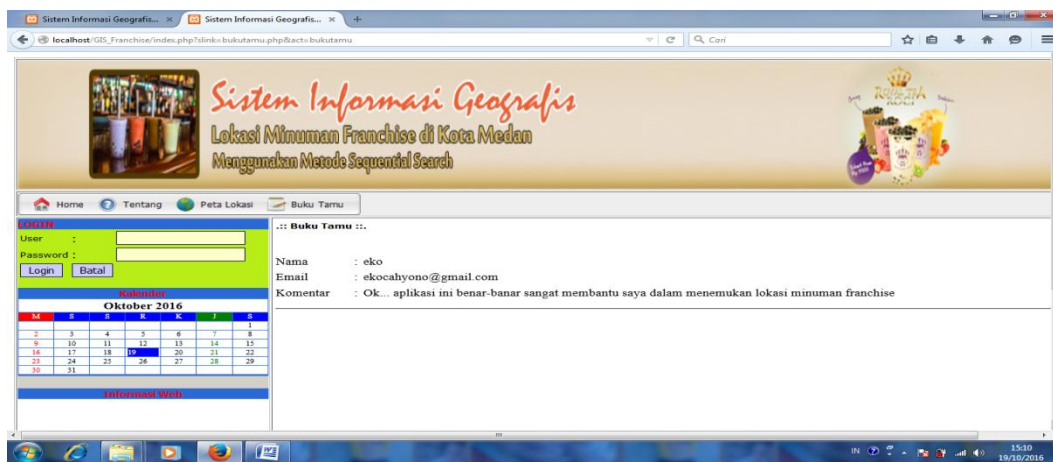 Sistem Informasi Geografis... ×
Sistem Informasi Geografis... ×
+
localhost/GIS_Franchise/index.php?slink=bukutamu.php&act=bukutamu
Cari
Sistem Informasi Geografis
Lokasi Minuman Franchise di Kota Medan
Menggunakan Metode Sequential Search
Home Tentang Peta Lokasi Buku Tamu
LOGIN
User :
Password :
Login Batal
Kalender
Oktober 2016
M S S R K J S
1
2 3 4 5 6 7 8
9 10 11 12 13 14 15
16 17 18 19 20 21 22
23 24 25 26 27 28 29
30 31
Informasi Web
.:: Buku Tamu ::.
Nama : eko
Email : ekocahyono@gmail.com
Komentar : Ok... aplikasi ini benar-banar sangat membantu saya dalam menemukan lokasi minuman franchise
IN
15:10
19/10/2016